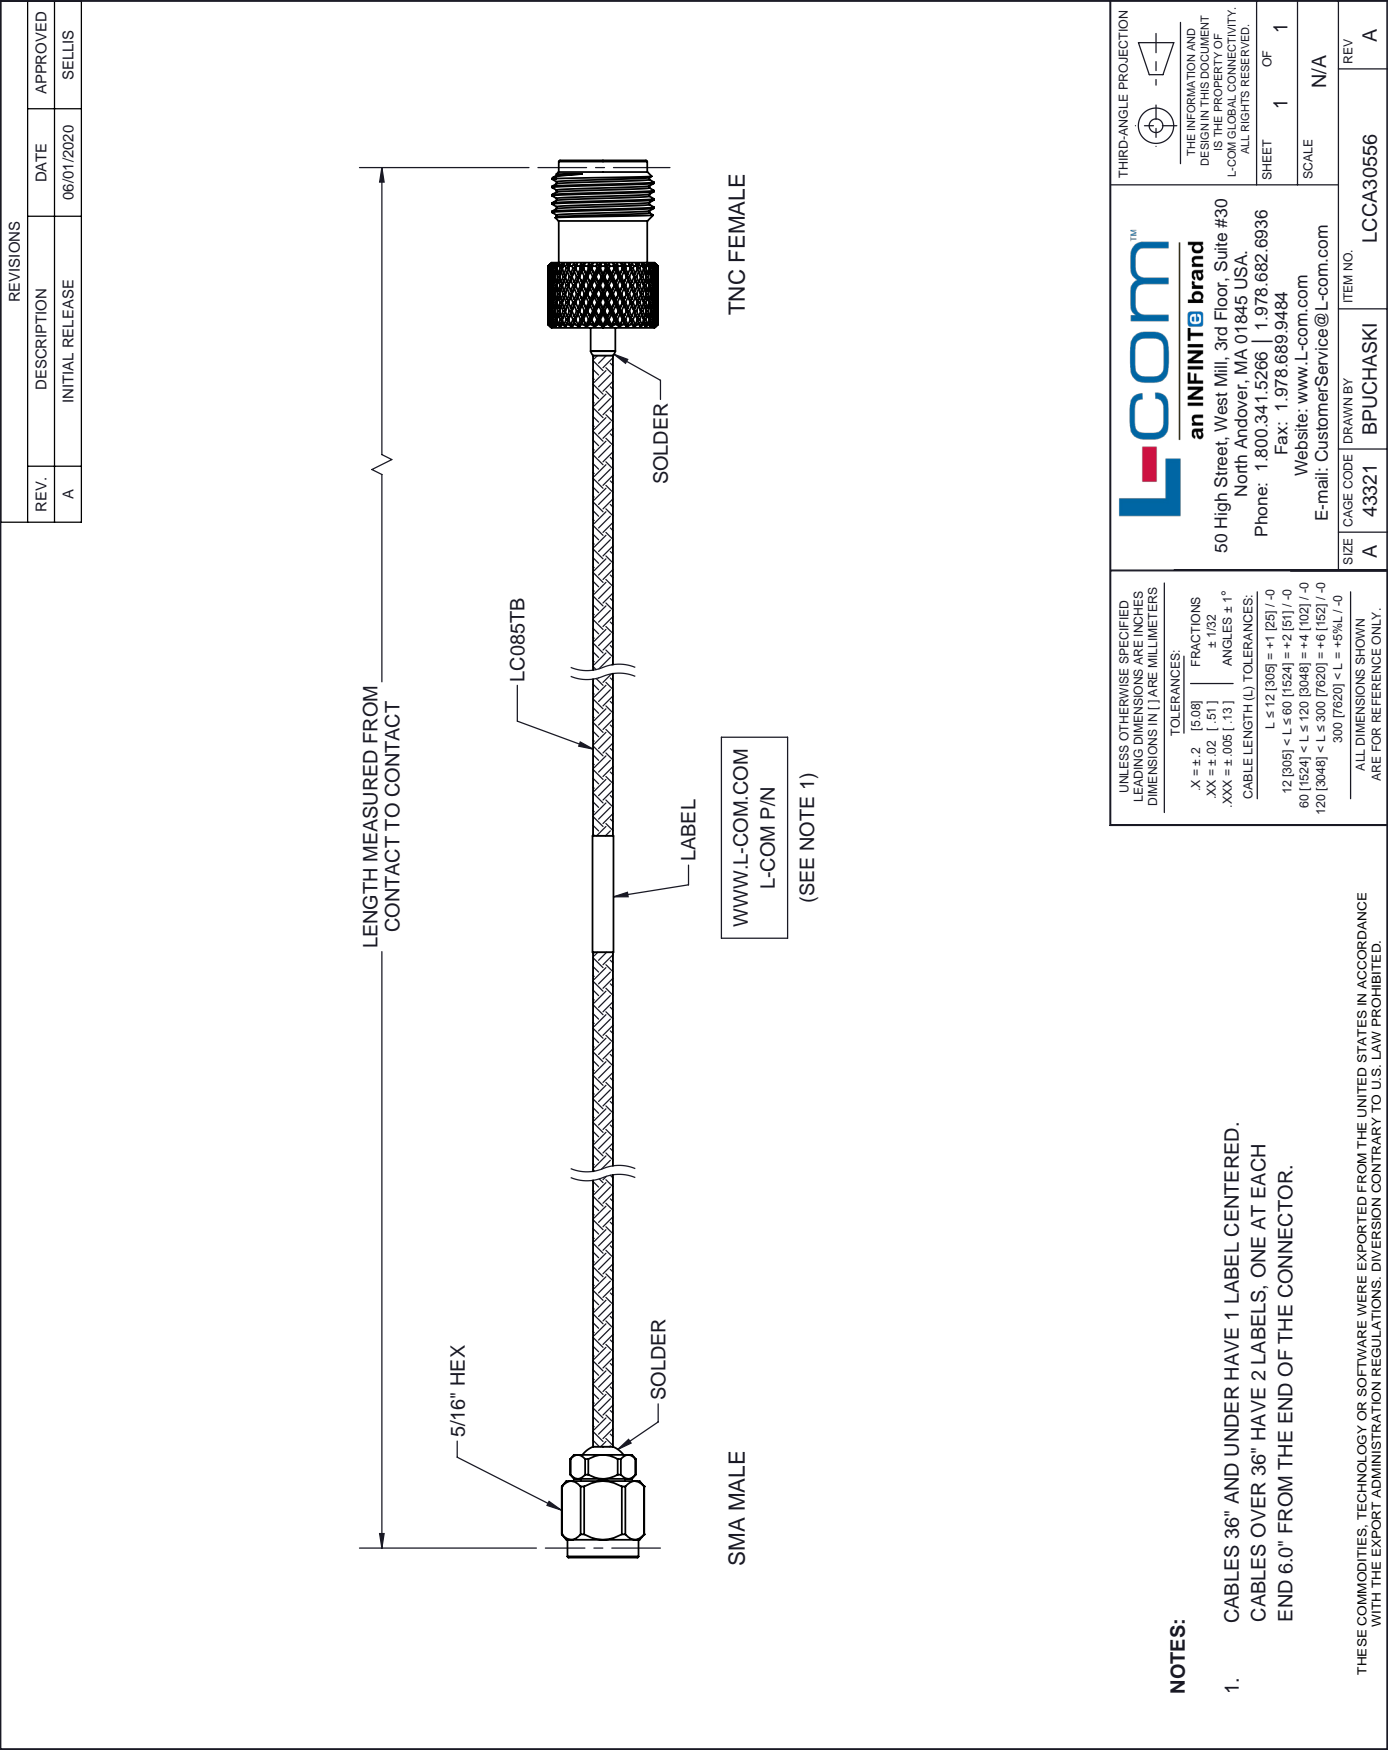 REVISIONS
REV.
DESCRIPTION
DATE
APPROVED
A
INITIAL RELEASE
06/01/2020
SELLIS
LENGTH MEASURED FROM
CONTACT TO CONTACT
5/16" HEX
LC085TB
SOLDER
LABEL
SOLDER
SMA MALE
WWW.L-COM.COM
L-COM P/N
(SEE NOTE 1)
TNC FEMALE
NOTES:
1. CABLES 36" AND UNDER HAVE 1 LABEL CENTERED.
CABLES OVER 36" HAVE 2 LABELS, ONE AT EACH
END 6.0" FROM THE END OF THE CONNECTOR.
THESE COMMODITIES, TECHNOLOGY OR SOFTWARE WERE EXPORTED FROM THE UNITED STATES IN ACCORDANCE
WITH THE EXPORT ADMINISTRATION REGULATIONS. DIVERSION CONTRARY TO U.S. LAW PROHIBITED.
UNLESS OTHERWISE SPECIFIED
LEADING DIMENSIONS ARE INCHES
DIMENSIONS IN [ ] ARE MILLIMETERS
TOLERANCES:
.X = ± .2 [5.08]
.XX = ± .02 [ .51 ]
.XXX = ± .005 [ .13 ]
FRACTIONS
± 1/32
ANGLES ± 1°
CABLE LENGTH (L) TOLERANCES:
L ≤ 12 [305] = +1 [25] / -0
12 [305] < L ≤ 60 [1524] = +2 [51] / -0
60 [1524] < L ≤ 120 [3048] = +4 [102] / -0
120 [3048] < L ≤ 300 [7620] = +6 [152] / -0
300 [7620] < L = +5%L / -0
ALL DIMENSIONS SHOWN
ARE FOR REFERENCE ONLY.
L-com™
an INFINITe brand
50 High Street, West Mill, 3rd Floor, Suite #30
North Andover, MA 01845 USA.
Phone: 1.800.341.5266 | 1.978.682.6936
Fax: 1.978.689.9484
Website: www.L-com.com
E-mail: CustomerService@L-com.com
THIRD-ANGLE PROJECTION
THE INFORMATION AND
DESIGN IN THIS DOCUMENT
IS THE PROPERTY OF
L-COM GLOBAL CONNECTIVITY.
ALL RIGHTS RESERVED.
SHEET 1 OF 1
SCALE N/A
SIZE
A
CAGE CODE
43321
DRAWN BY
BPUCHASKI
ITEM NO.
LCCA30556
REV
A